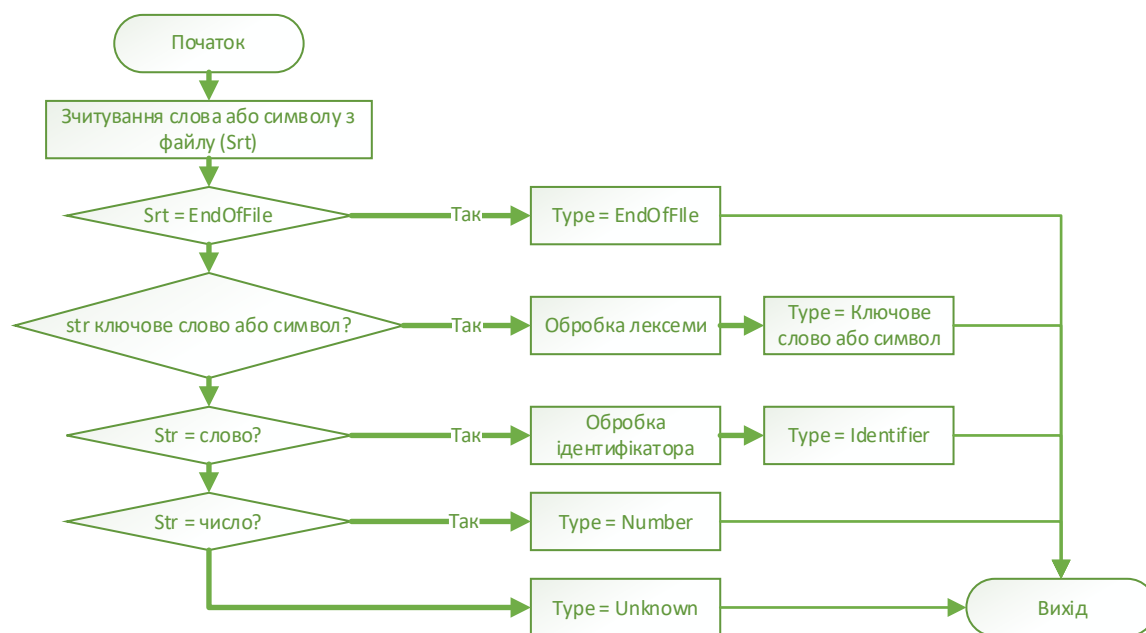 Початок
Зчитування слова або символу з
файлу (Srt)
Srt = EndOfFile
Так
Type = EndOfFIle
str ключове слово або символ?
Так
Обробка лексеми
Type = Ключове
слово або символ
Str = слово?
Так
Обробка
ідентифікатора
Type = Identifier
Str = число?
Так
Type = Number
Type = Unknown
Вихід